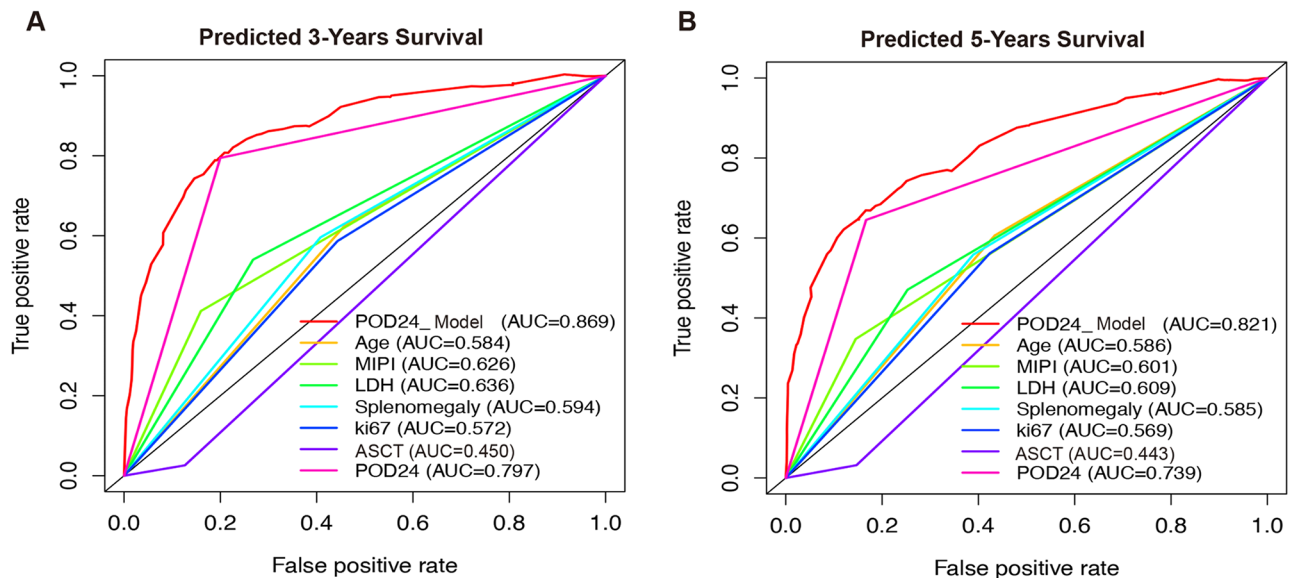 A
Predicted 3-Years Survival
True positive rate
1.0
0.8
0.6
0.4
0.2
0.0
POD24_ Model (AUC=0.869)
Age (AUC=0.584)
MIPI (AUC=0.626)
LDH (AUC=0.636)
Splenomegaly (AUC=0.594)
ki67 (AUC=0.572)
ASCT (AUC=0.450)
POD24 (AUC=0.797)
0.0 0.2 0.4 0.6 0.8 1.0
False positive rate
B
Predicted 5-Years Survival
True positive rate
1.0
0.8
0.6
0.4
0.2
0.0
POD24_ Model (AUC=0.821)
Age (AUC=0.586)
MIPI (AUC=0.601)
LDH (AUC=0.609)
Splenomegaly (AUC=0.585)
ki67 (AUC=0.569)
ASCT (AUC=0.443)
POD24 (AUC=0.739)
0.0 0.2 0.4 0.6 0.8 1.0
False positive rate